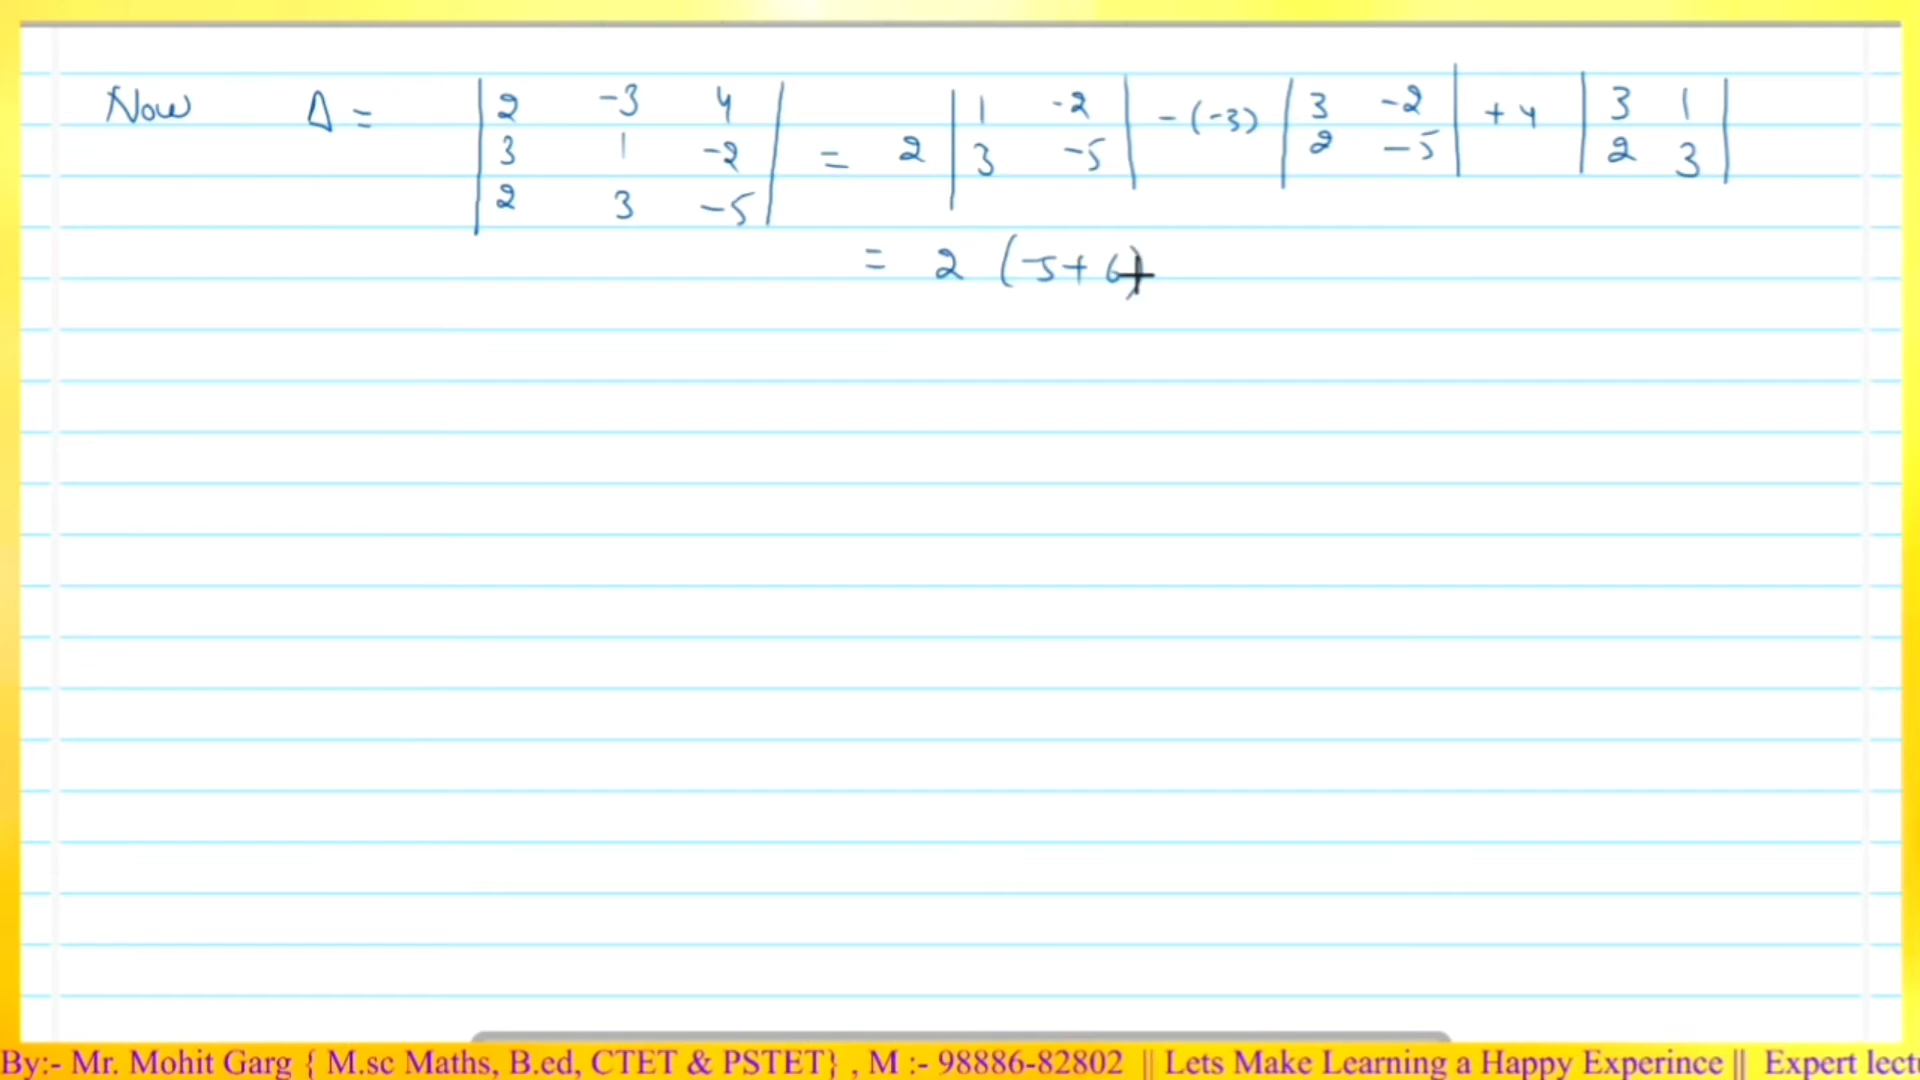 Now Δ = | 2 -3 4 | = 2 | 1 -2 | - (-3) | 3 -2 | + 4 | 3 1 |
| 3 1 -2 | | 3 -5 | | 2 -5 | | 2 3 |
| 2 3 -5 |
= 2 (-5+6)
By:- Mr. Mohit Garg { M.sc Maths, B.ed, CTET & PSTET} , M :- 98886-82802 || Lets Make Learning a Happy Experince || Expert lect